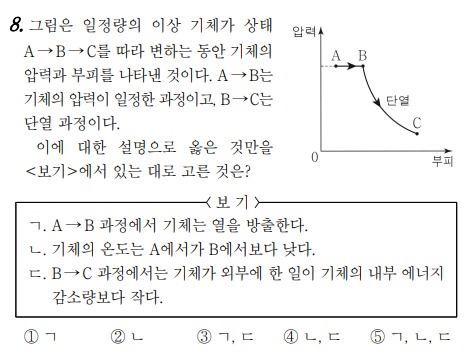 8. 그림은 일정량의 이상 기체가 상태
A→B→C를 따라 변하는 동안 기체의
압력과 부피를 나타낸 것이다. A→B는
기체의 압력이 일정한 과정이고, B→C는
단열 과정이다.
이에 대한 설명으로 옳은 것만을
<보기>에서 있는 대로 고른 것은?
압력
A
B
단열
C
0
부피
<보 기>
ㄱ. A→B 과정에서 기체는 열을 방출한다.
ㄴ. 기체의 온도는 A에서가 B에서보다 낮다.
ㄷ. B→C 과정에서는 기체가 외부에 한 일이 기체의 내부 에너지
감소량보다 작다.
① ㄱ ② ㄴ ③ ㄱ, ㄷ ④ ㄴ, ㄷ ⑤ ㄱ, ㄴ, ㄷ